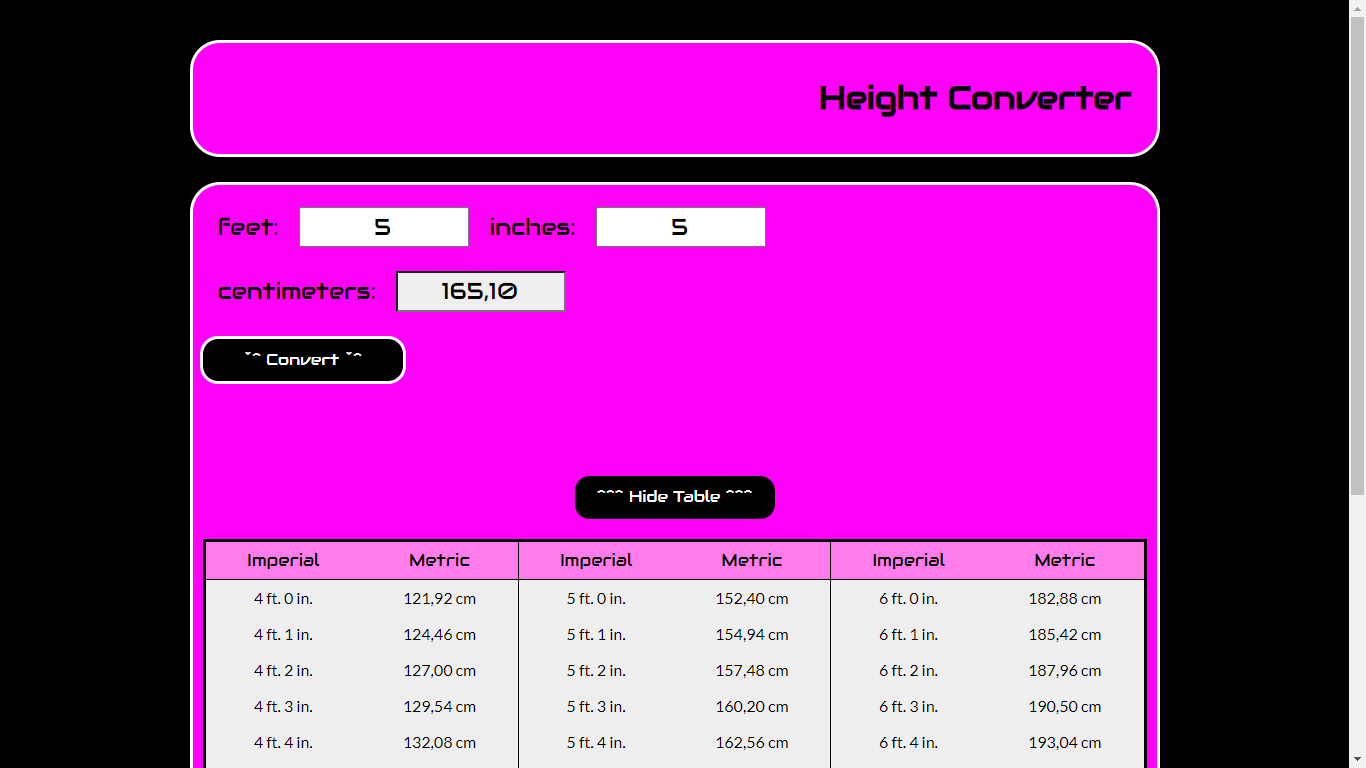 Height Converter
feet: 5 inches: 5
centimeters: 165,10
ˇ^ Convert ˇ^
^^^ Hide Table ^^^
Imperial Metric Imperial Metric Imperial Metric
4 ft. 0 in. 121,92 cm 5 ft. 0 in. 152,40 cm 6 ft. 0 in. 182,88 cm
4 ft. 1 in. 124,46 cm 5 ft. 1 in. 154,94 cm 6 ft. 1 in. 185,42 cm
4 ft. 2 in. 127,00 cm 5 ft. 2 in. 157,48 cm 6 ft. 2 in. 187,96 cm
4 ft. 3 in. 129,54 cm 5 ft. 3 in. 160,20 cm 6 ft. 3 in. 190,50 cm
4 ft. 4 in. 132,08 cm 5 ft. 4 in. 162,56 cm 6 ft. 4 in. 193,04 cm